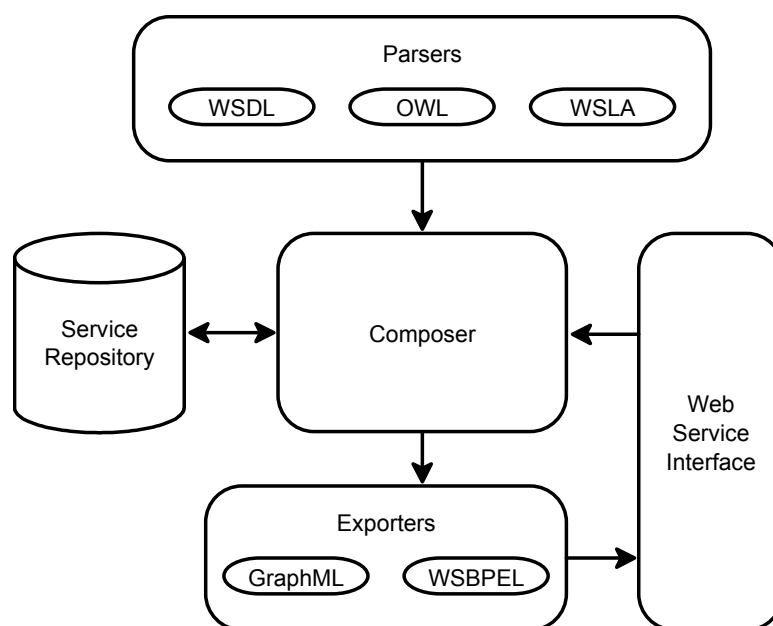 Parsers
WSDL
OWL
WSLA
Service
Repository
Composer
Web
Service
Interface
Exporters
GraphML
WSBPEL